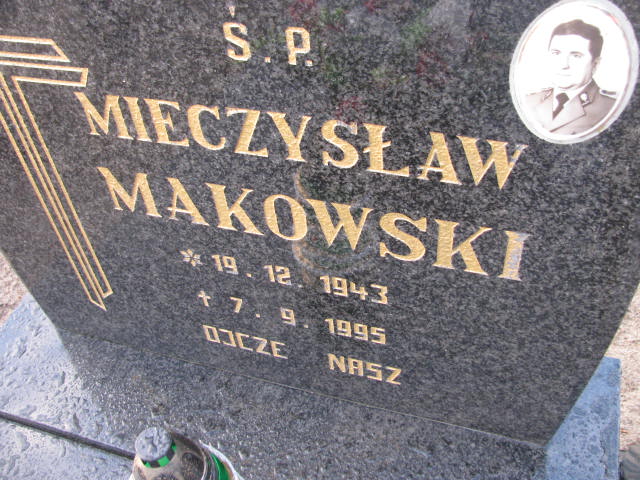 Ś.P.
MIECZYSŁAW
MAKOWSKI
* 19.12.1943
† 7.9.1995
OJCZE NASZ